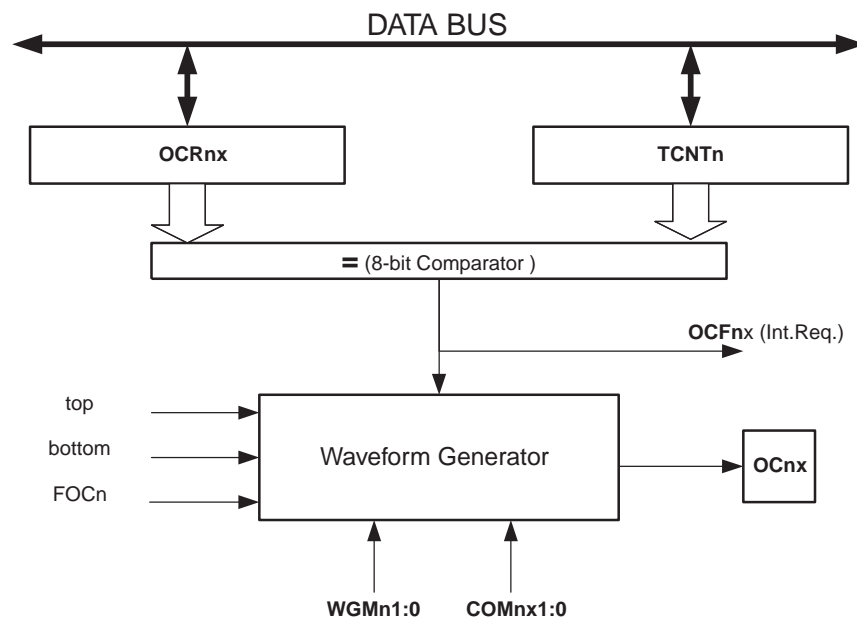 DATA BUS
OCRnx
TCNTn
= (8-bit Comparator )
OCFnx (Int.Req.)
top
bottom
FOCn
Waveform Generator
OCnx
WGMn1:0
COMnx1:0